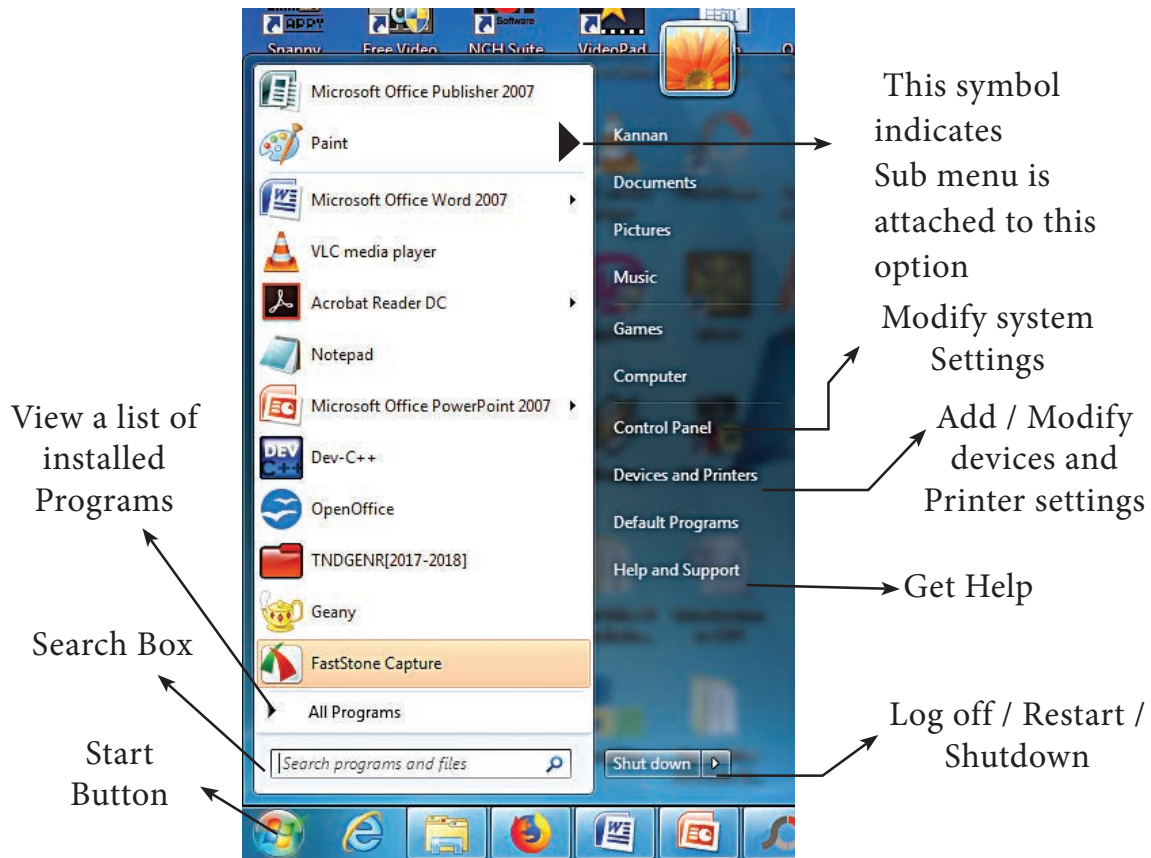 Snappy
Free Video
NCH Suite
VideoPad
Software
Microsoft Office Publisher 2007
Paint
Microsoft Office Word 2007
VLC media player
Acrobat Reader DC
Notepad
Microsoft Office PowerPoint 2007
DEV
C++
Dev-C++
OpenOffice
TNDGENR[2017-2018]
Geany
FastStone Capture
All Programs
Search programs and files
Kannan
Documents
Pictures
Music
Games
Computer
Control Panel
Devices and Printers
Default Programs
Help and Support
Shut down
View a list of
installed
Programs
Search Box
Start
Button
This symbol
indicates
Sub menu is
attached to this
option
Modify system
Settings
Add / Modify
devices and
Printer settings
Get Help
Log off / Restart /
Shutdown